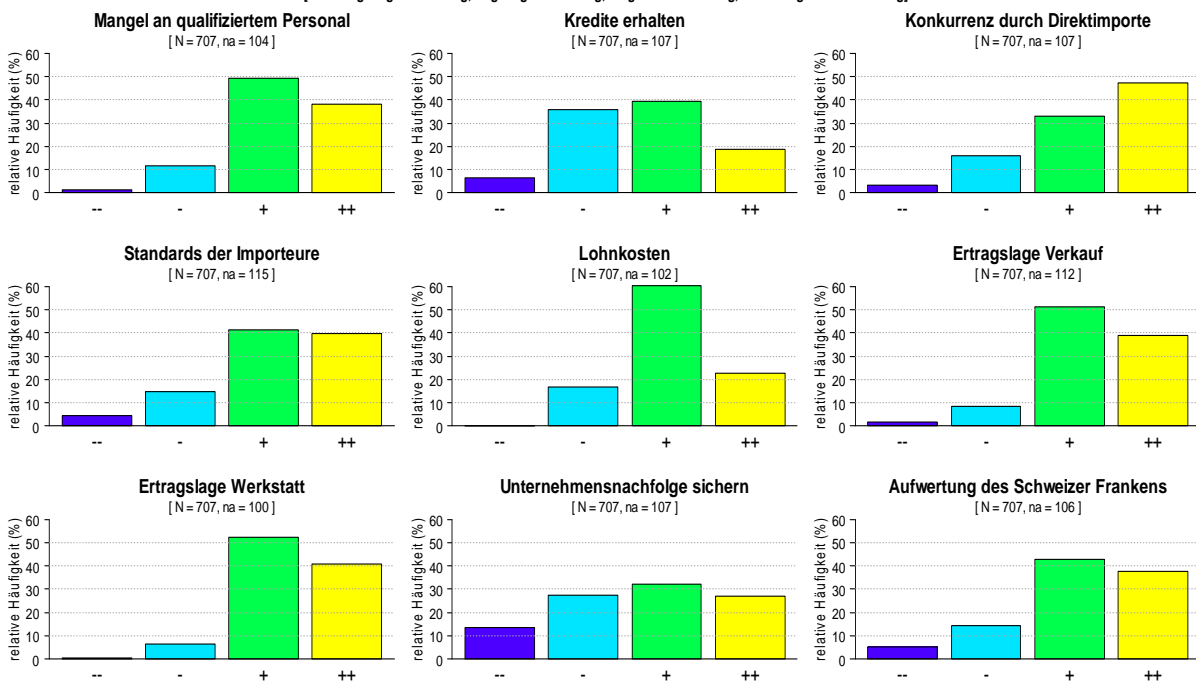 Mangel an qualifiziertem Personal
[ N = 707, na = 104 ]
relative Häufigkeit (%)
60
50
40
30
20
10
0
-- - + ++
Kredite erhalten
[ N = 707, na = 107 ]
relative Häufigkeit (%)
60
50
40
30
20
10
0
-- - + ++
Konkurrenz durch Direktimporte
[ N = 707, na = 107 ]
relative Häufigkeit (%)
60
50
40
30
20
10
0
-- - + ++
Standards der Importeure
[ N = 707, na = 115 ]
relative Häufigkeit (%)
60
50
40
30
20
10
0
-- - + ++
Lohnkosten
[ N = 707, na = 102 ]
relative Häufigkeit (%)
60
50
40
30
20
10
0
-- - + ++
Ertragslage Verkauf
[ N = 707, na = 112 ]
relative Häufigkeit (%)
60
50
40
30
20
10
0
-- - + ++
Ertragslage Werkstatt
[ N = 707, na = 100 ]
relative Häufigkeit (%)
60
50
40
30
20
10
0
-- - + ++
Unternehmensnachfolge sichern
[ N = 707, na = 107 ]
relative Häufigkeit (%)
60
50
40
30
20
10
0
-- - + ++
Aufwertung des Schweizer Frankens
[ N = 707, na = 106 ]
relative Häufigkeit (%)
60
50
40
30
20
10
0
-- - + ++